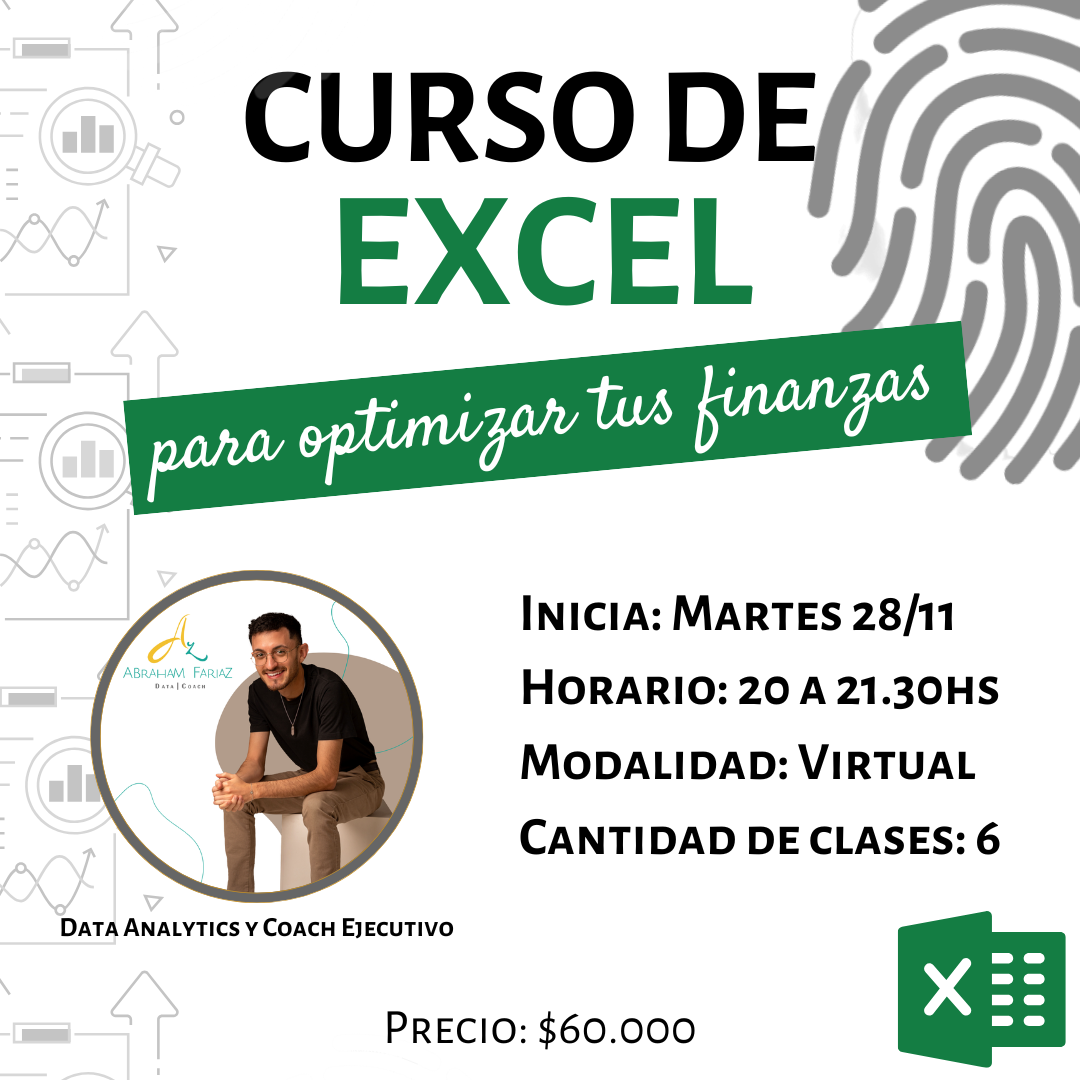 CURSO DE
EXCEL
para optimizar tus finanzas
Az
ABRAHAM FARIAZ
DATA | COACH
INICIA: MARTES 28/11
HORARIO: 20 A 21.30HS
MODALIDAD: VIRTUAL
CANTIDAD DE CLASES: 6
DATA ANALYTICS Y COACH EJECUTIVO
X
PRECIO: $60.000